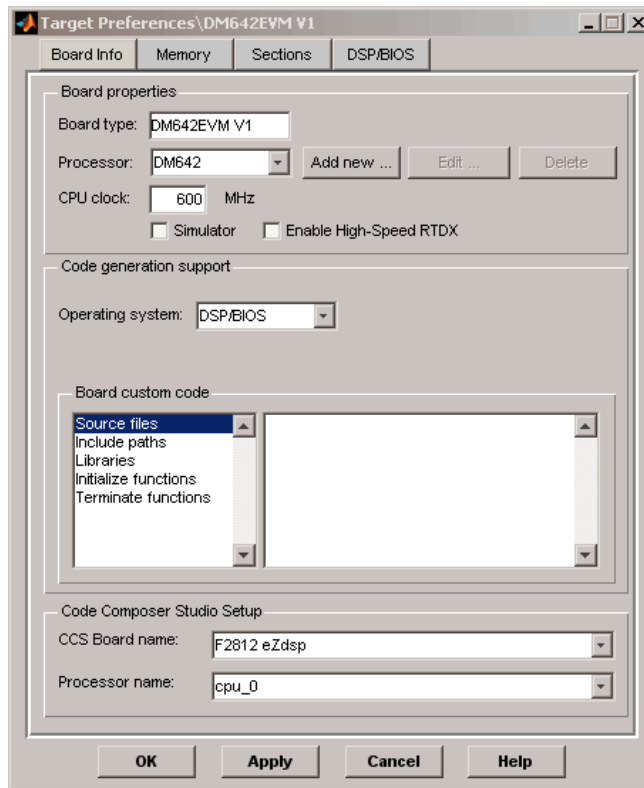 Target Preferences\DM642EVM V1
Board Info Memory Sections DSP/BIOS
Board properties
Board type: DM642EVM V1
Processor: DM642 Add new ... Edit ... Delete
CPU clock: 600 MHz
Simulator Enable High-Speed RTDX
Code generation support
Operating system: DSP/BIOS
Board custom code
Source files
Include paths
Libraries
Initialize functions
Terminate functions
Code Composer Studio Setup
CCS Board name: F2812 eZdsp
Processor name: cpu_0
OK Apply Cancel Help